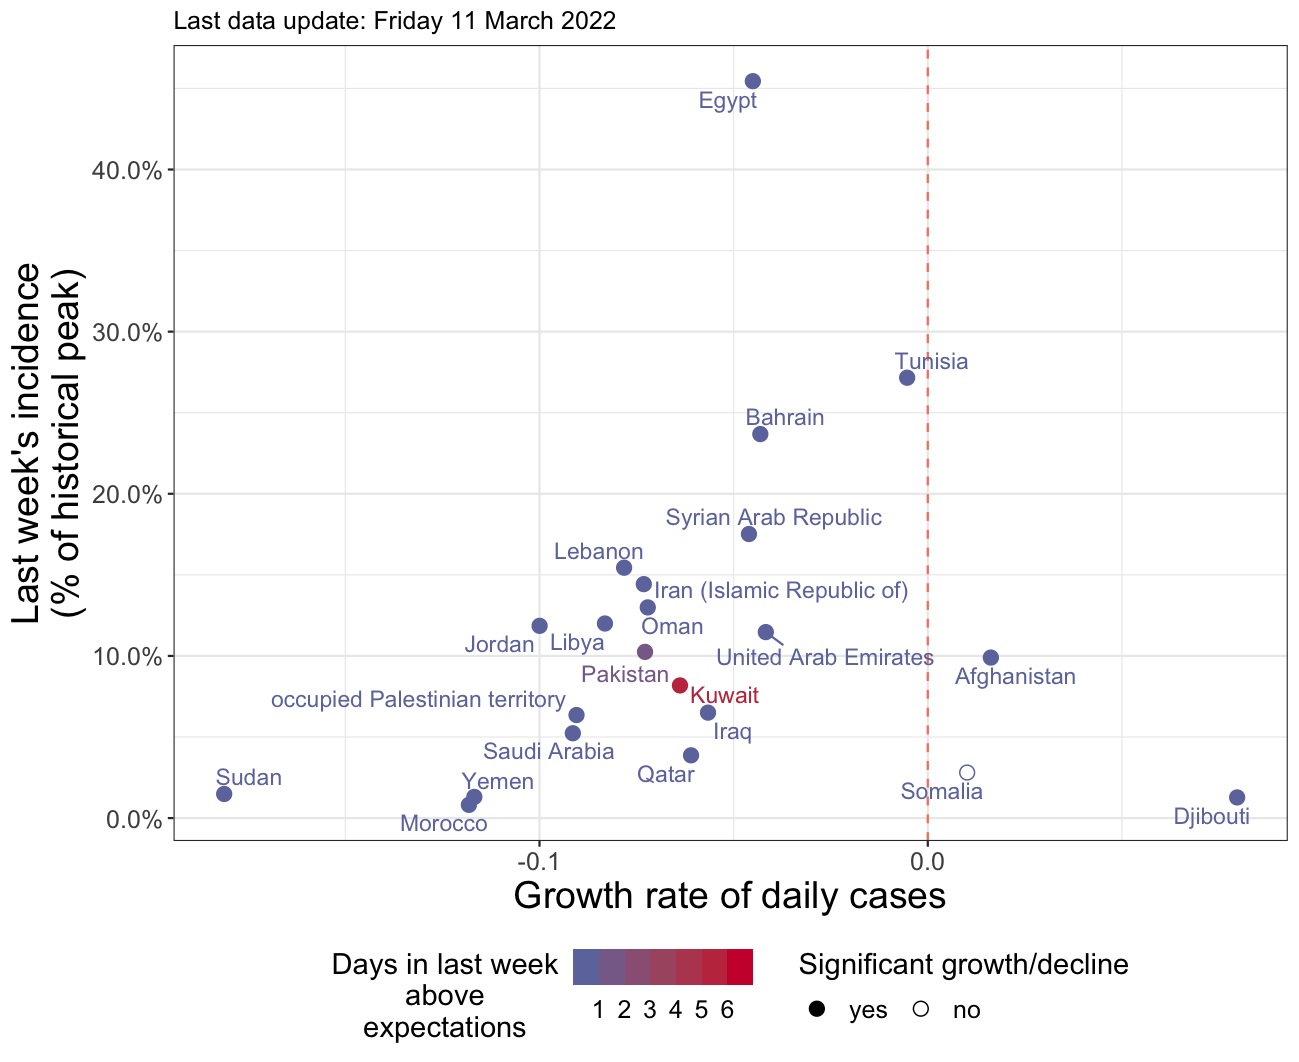 Last data update: Friday 11 March 2022
Last week's incidence
(% of historical peak)
40.0%
30.0%
20.0%
10.0%
0.0%
Egypt
Tunisia
Bahrain
Syrian Arab Republic
Lebanon
Iran (Islamic Republic of)
Oman
Jordan
Libya
United Arab Emirates
Pakistan
Afghanistan
Kuwait
occupied Palestinian territory
Iraq
Saudi Arabia
Qatar
Sudan
Yemen
Somalia
Morocco
Djibouti
-0.1
0.0
Growth rate of daily cases
Days in last week
above
expectations
1 2 3 4 5 6
Significant growth/decline
yes
no